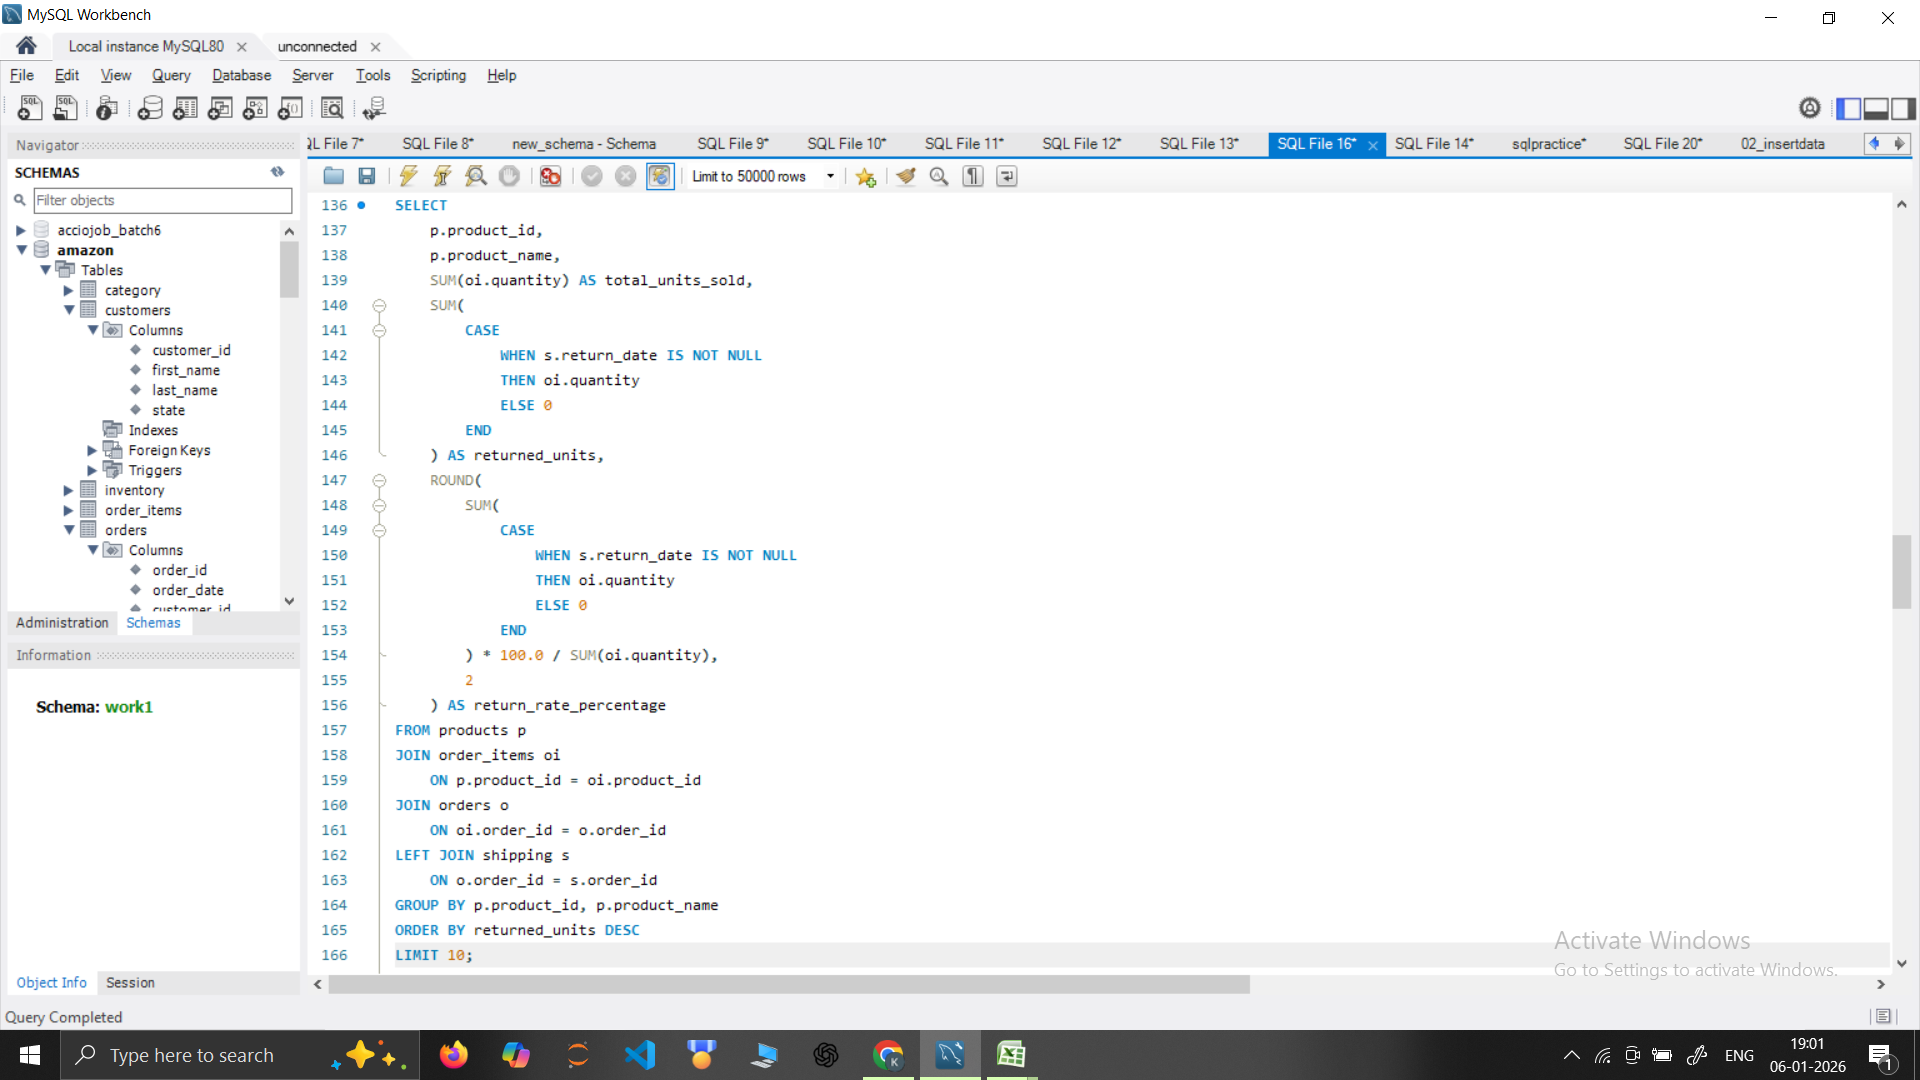 MySQL Workbench
Local instance MySQL80
unconnected
File Edit View Query Database Server Tools Scripting Help
Navigator
SCHEMAS
Filter objects
acciojob_batch6
amazon
Tables
category
customers
Columns
customer_id
first_name
last_name
state
Indexes
Foreign Keys
Triggers
inventory
order_items
orders
Columns
order_id
order_date
customer_id
Administration Schemas
Information
Schema: work1
Object Info Session
QL File 7* SQL File 8* new_schema - Schema SQL File 9* SQL File 10* SQL File 11* SQL File 12* SQL File 13* SQL File 16* SQL File 14* sqlpractice* SQL File 20* 02_insertdata
Limit to 50000 rows
136 SELECT
137 p.product_id,
138 p.product_name,
139 SUM(oi.quantity) AS total_units_sold,
140 SUM(
141 CASE
142 WHEN s.return_date IS NOT NULL
143 THEN oi.quantity
144 ELSE 0
145 END
146 ) AS returned_units,
147 ROUND(
148 SUM(
149 CASE
150 WHEN s.return_date IS NOT NULL
151 THEN oi.quantity
152 ELSE 0
153 END
154 ) * 100.0 / SUM(oi.quantity),
155 2
156 ) AS return_rate_percentage
157 FROM products p
158 JOIN order_items oi
159 ON p.product_id = oi.product_id
160 JOIN orders o
161 ON oi.order_id = o.order_id
162 LEFT JOIN shipping s
163 ON o.order_id = s.order_id
164 GROUP BY p.product_id, p.product_name
165 ORDER BY returned_units DESC
166 LIMIT 10;
Activate Windows
Go to Settings to activate Windows.
Query Completed
Type here to search
ENG
19:01
06-01-2026
1